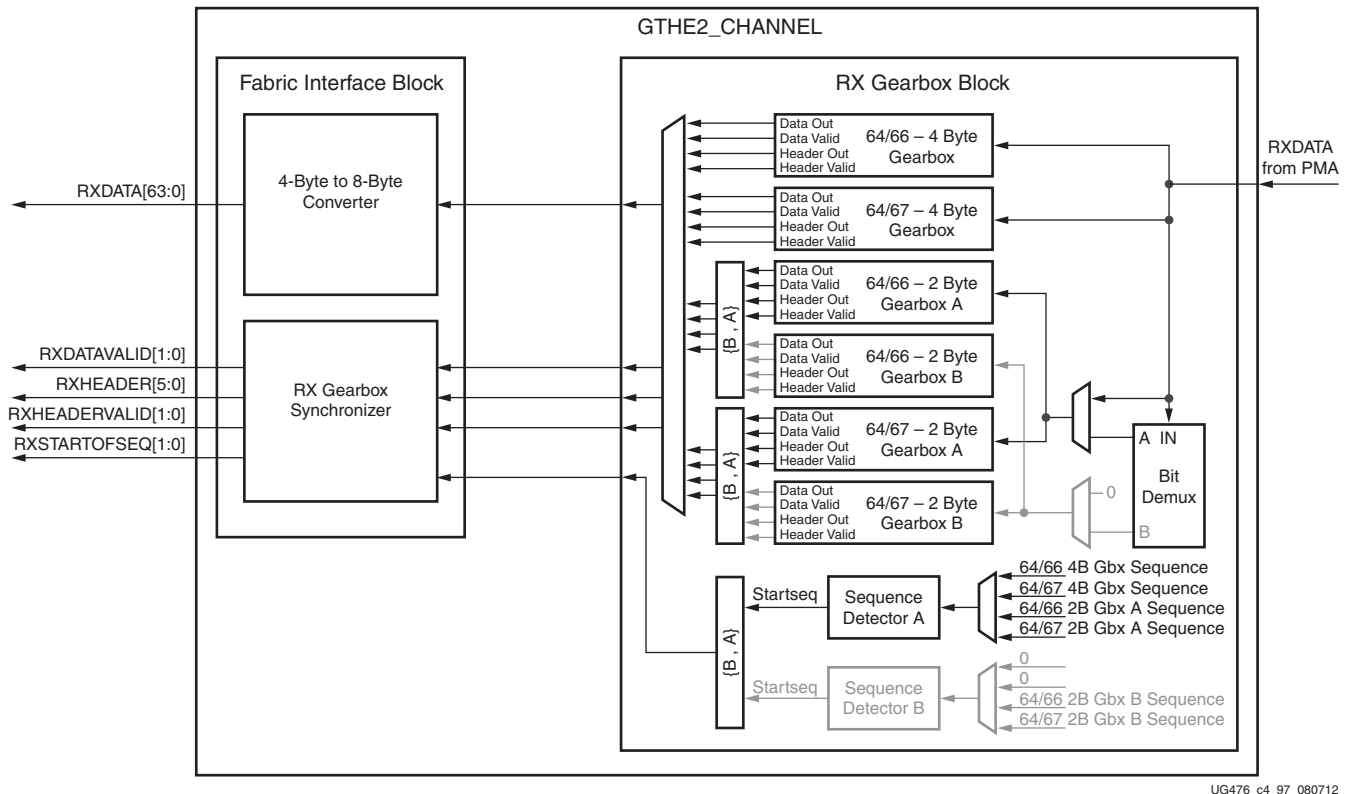 GTHE2_CHANNEL
Fabric Interface Block
RX Gearbox Block
4-Byte to 8-Byte
Converter
RX Gearbox
Synchronizer
RXDATA[63:0]
RXDATAVALID[1:0]
RXHEADER[5:0]
RXHEADERVALID[1:0]
RXSTARTOFSEQ[1:0]
Data Out
Data Valid
Header Out
Header Valid
64/66 – 4 Byte
Gearbox
Data Out
Data Valid
Header Out
Header Valid
64/67 – 4 Byte
Gearbox
{B , A}
Data Out
Data Valid
Header Out
Header Valid
64/66 – 2 Byte
Gearbox A
Data Out
Data Valid
Header Out
Header Valid
64/66 – 2 Byte
Gearbox B
{B , A}
Data Out
Data Valid
Header Out
Header Valid
64/67 – 2 Byte
Gearbox A
Data Out
Data Valid
Header Out
Header Valid
64/67 – 2 Byte
Gearbox B
RXDATA
from PMA
A IN
Bit
Demux
B
0
{B , A}
Startseq
Sequence
Detector A
64/66 4B Gbx Sequence
64/67 4B Gbx Sequence
64/66 2B Gbx A Sequence
64/67 2B Gbx A Sequence
Startseq
Sequence
Detector B
0
0
64/66 2B Gbx B Sequence
64/67 2B Gbx B Sequence
UG476_c4_97_080712